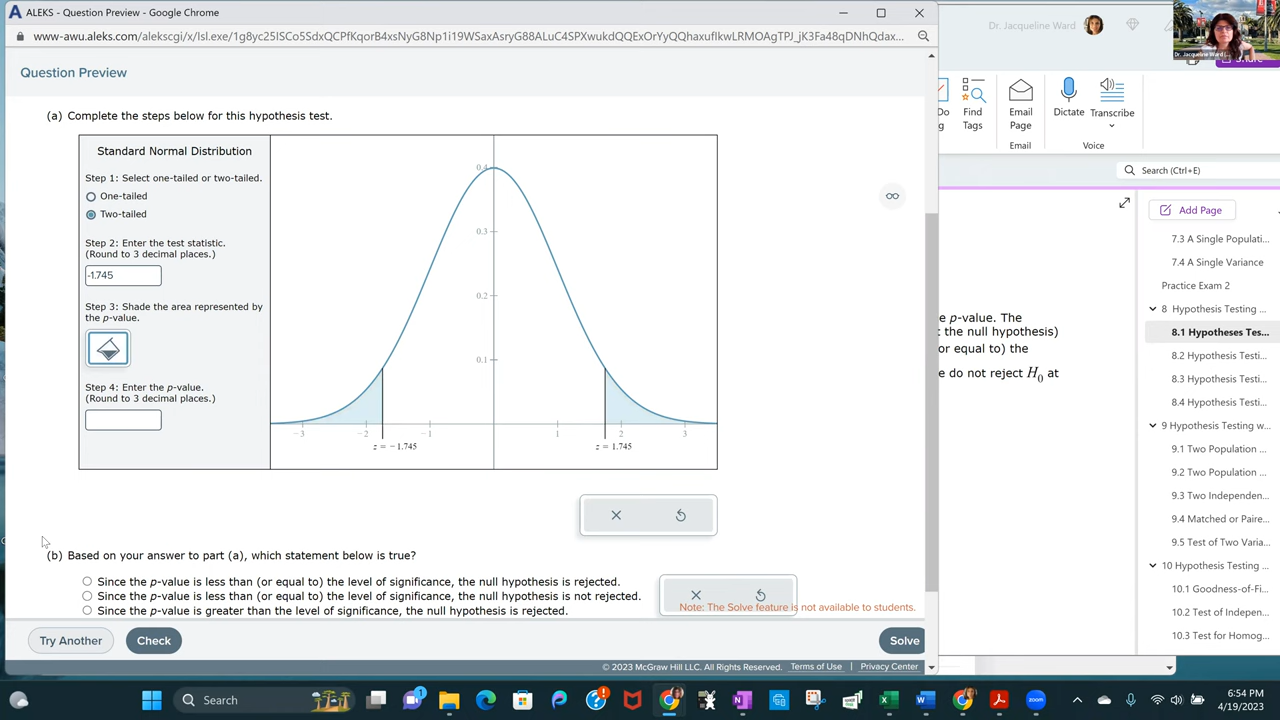 ALEKS - Question Preview - Google Chrome
Dr. Jacqueline Ward
Dr. Jacqueline Ward
Share
Question Preview
(a) Complete the steps below for this hypothesis test.
Standard Normal Distribution
Step 1: Select one-tailed or two-tailed.
One-tailed
Two-tailed
Step 2: Enter the test statistic.
(Round to 3 decimal places.)
-1.745
Step 3: Shade the area represented by
the p-value.
Step 4: Enter the p-value.
(Round to 3 decimal places.)
0.4
0.3
0.2
0.1
−3 −2 −1 1 2 3
z = −1.745 z = 1.745
(b) Based on your answer to part (a), which statement below is true?
Since the p-value is less than (or equal to) the level of significance, the null hypothesis is rejected.
Since the p-value is less than (or equal to) the level of significance, the null hypothesis is not rejected.
Since the p-value is greater than the level of significance, the null hypothesis is rejected.
Note: The Solve feature is not available to students.
Try Another Check Solve
© 2023 McGraw Hill LLC. All Rights Reserved. Terms of Use | Privacy Center
Do Find Email Dictate Transcribe
g Tags Page
Email Voice
Search (Ctrl+E)
e p-value. The
t the null hypothesis)
or equal to) the
e do not reject H0 at
Add Page
7.3 A Single Populati...
7.4 A Single Variance
Practice Exam 2
8 Hypothesis Testing ...
8.1 Hypotheses Tes...
8.2 Hypothesis Testi...
8.3 Hypothesis Testi...
8.4 Hypothesis Testi...
9 Hypothesis Testing w...
9.1 Two Population ...
9.2 Two Population ...
9.3 Two Independen...
9.4 Matched or Paire...
9.5 Test of Two Varia...
10 Hypothesis Testing ...
10.1 Goodness-of-Fi...
10.2 Test of Indepen...
10.3 Test for Homog...
Search
6:54 PM
4/19/2023